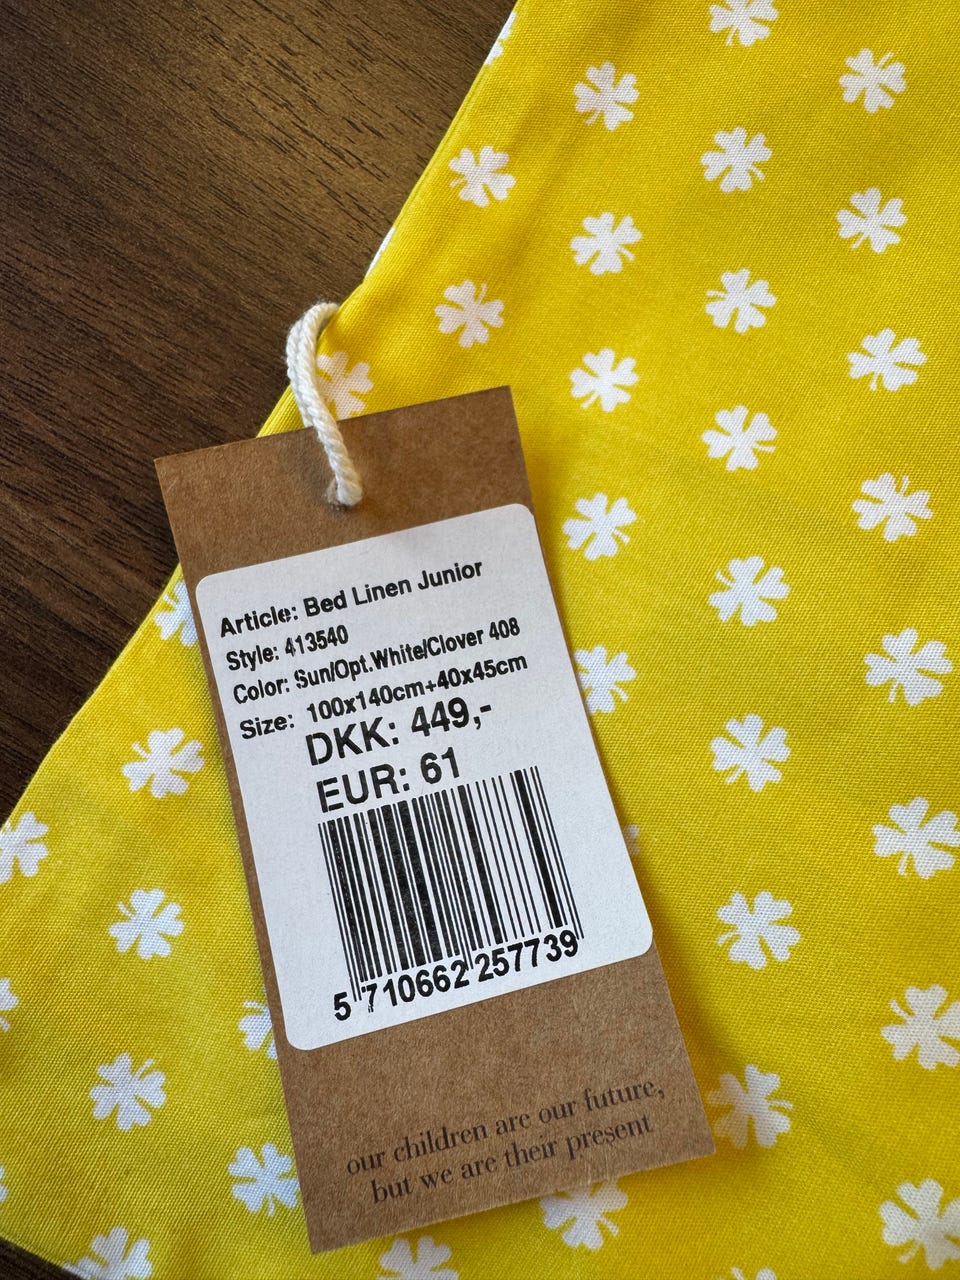 Article: Bed Linen Junior
Style: 413540
Color: Sun/Opt.White/Clover 408
Size: 100x140cm+40x45cm
DKK: 449,-
EUR: 61
5 710662 257739
our children are our future,
but we are their present